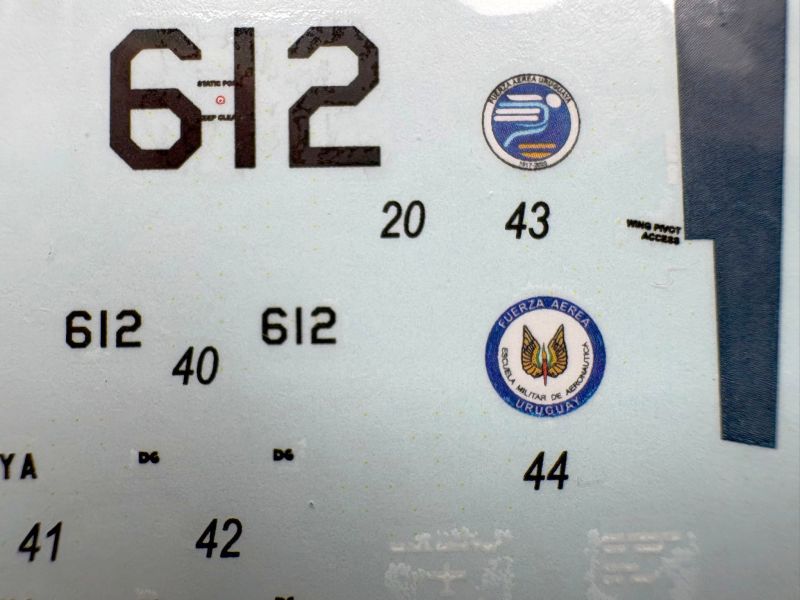 612
STATIC PO
KEEP CLEA
FUERZA AEREA URUGUAYA
20
43
WING PIVOT
ACCESS
612
612
40
FUERZA AEREA
ESCUELA MILITAR DE AERONAUTICA
URUGUAY
YA
D6
D6
44
41
42